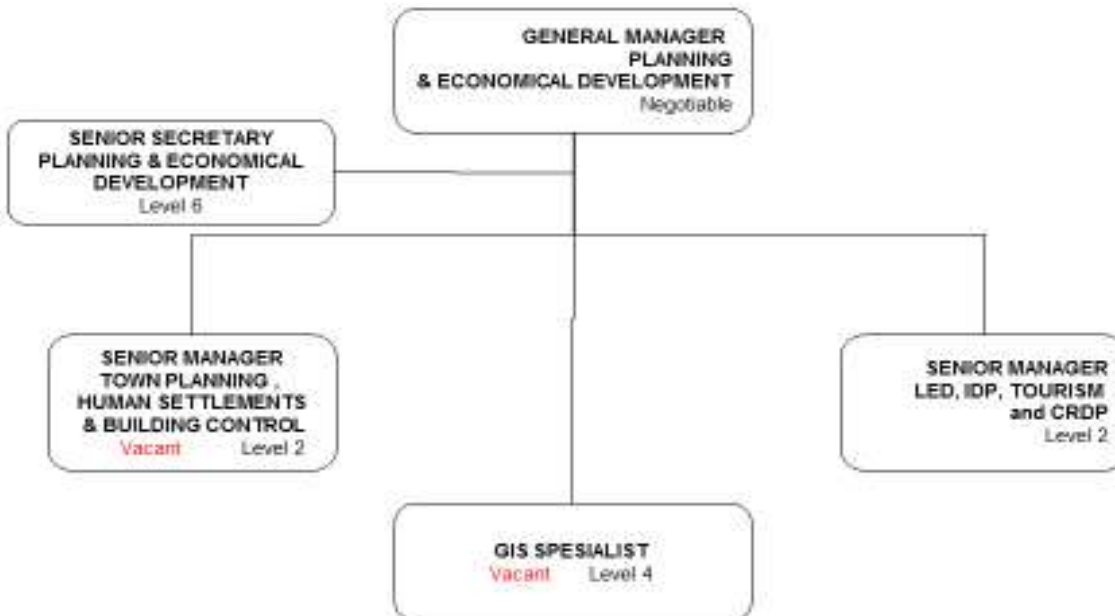 GENERAL MANAGER
PLANNING
& ECONOMICAL DEVELOPMENT
Negotiable
SENIOR SECRETARY
PLANNING & ECONOMICAL
DEVELOPMENT
Level 6
SENIOR MANAGER
TOWN PLANNING ,
HUMAN SETTLEMENTS
& BUILDING CONTROL
Vacant Level 2
SENIOR MANAGER
LED, IDP, TOURISM
and CRDP
Level 2
GIS SPESIALIST
Vacant Level 4